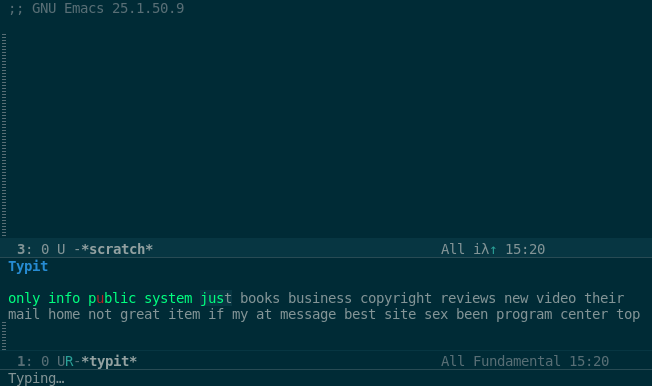 ;; GNU Emacs 25.1.50.9
3: 0 U -*scratch* All iλ↑ 15:20
Typit
only info public system just books business copyright reviews new video their
mail home not great item if my at message best site sex been program center top
1: 0 UR-*typit* All Fundamental 15:20
Typing…